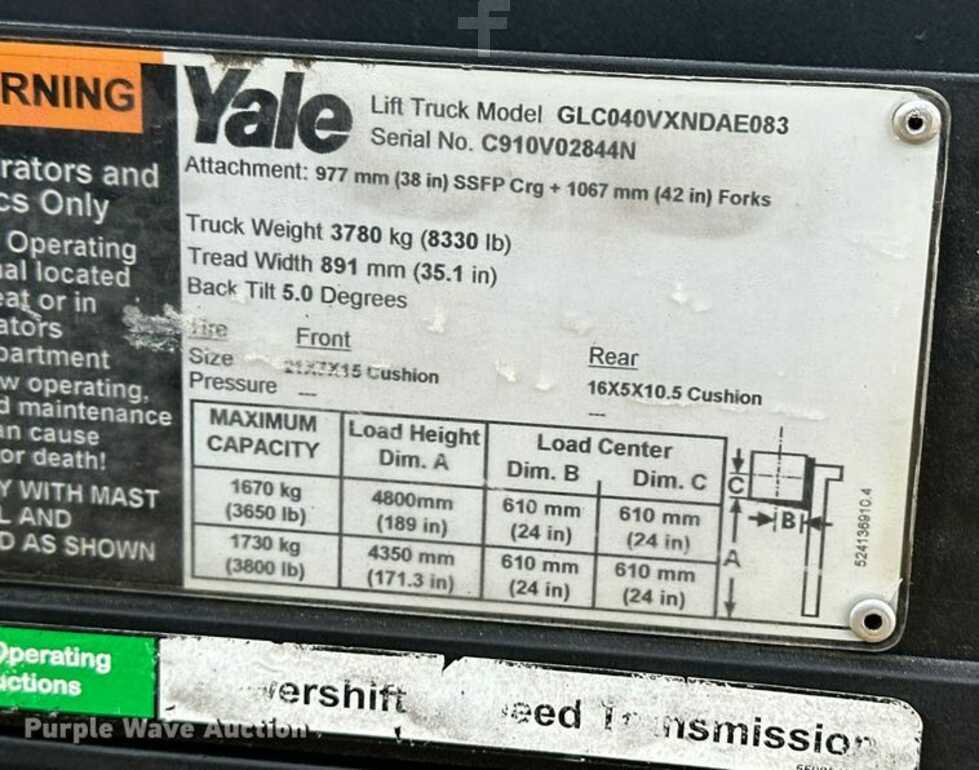 RNING
rators and
cs Only
Operating
nal located
eat or in
ators
partment
w operating,
d maintenance
an cause
or death!
Y WITH MAST
L AND
D AS SHOWN
Yale
Lift Truck Model GLC040VXNDAE083
Serial No. C910V02844N
Attachment: 977 mm (38 in) SSFP Crg + 1067 mm (42 in) Forks
Truck Weight 3780 kg (8330 lb)
Tread Width 891 mm (35.1 in)
Back Tilt 5.0 Degrees
Tire Front Rear
Size 21X7X15 Cushion 16X5X10.5 Cushion
Pressure --- ---
MAXIMUM CAPACITY Load Height Dim. A Load Center
Dim. B Dim. C
1670 kg 4800mm 610 mm 610 mm
(3650 lb) (189 in) (24 in) (24 in)
1730 kg 4350 mm 610 mm 610 mm
(3800 lb) (171.3 in) (24 in) (24 in)
C
B
A
524136910.4
Operating
uctions
ershift eed Transmission
Purple Wave Auction